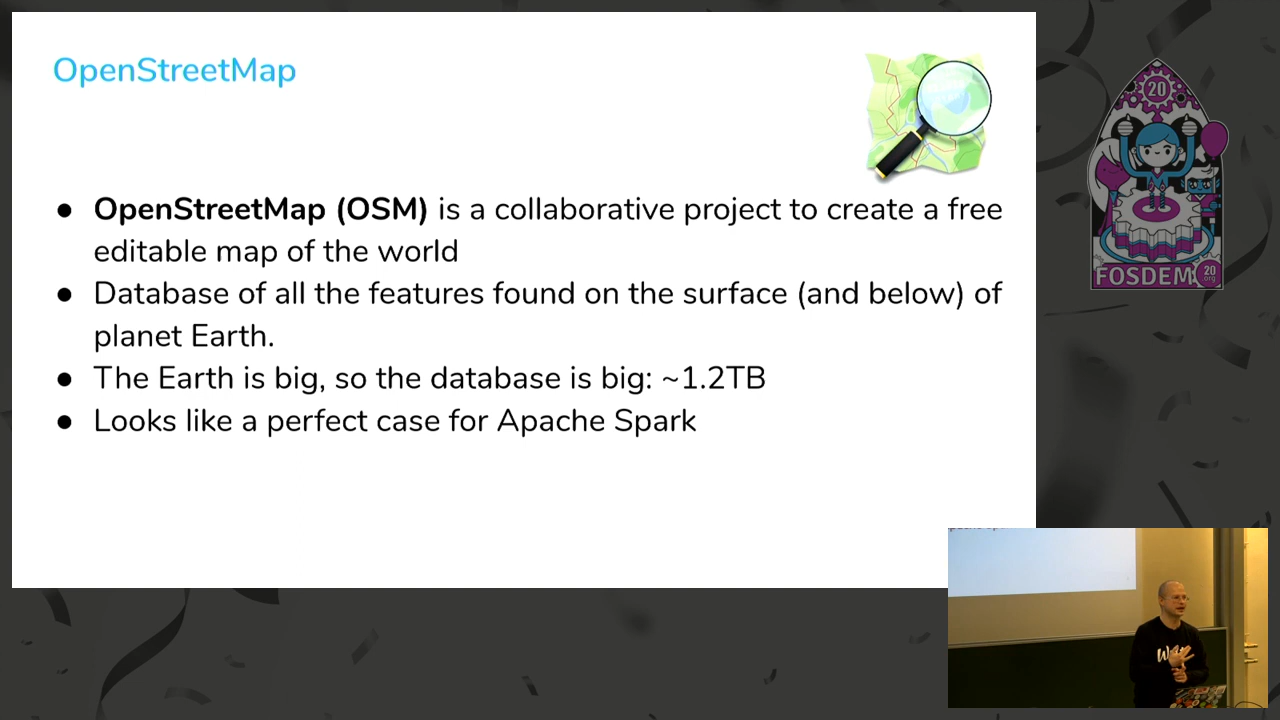 OpenStreetMap
● OpenStreetMap (OSM) is a collaborative project to create a free
editable map of the world
● Database of all the features found on the surface (and below) of
planet Earth.
● The Earth is big, so the database is big: ~1.2TB
● Looks like a perfect case for Apache Spark
20
FOSDEM
20
.org